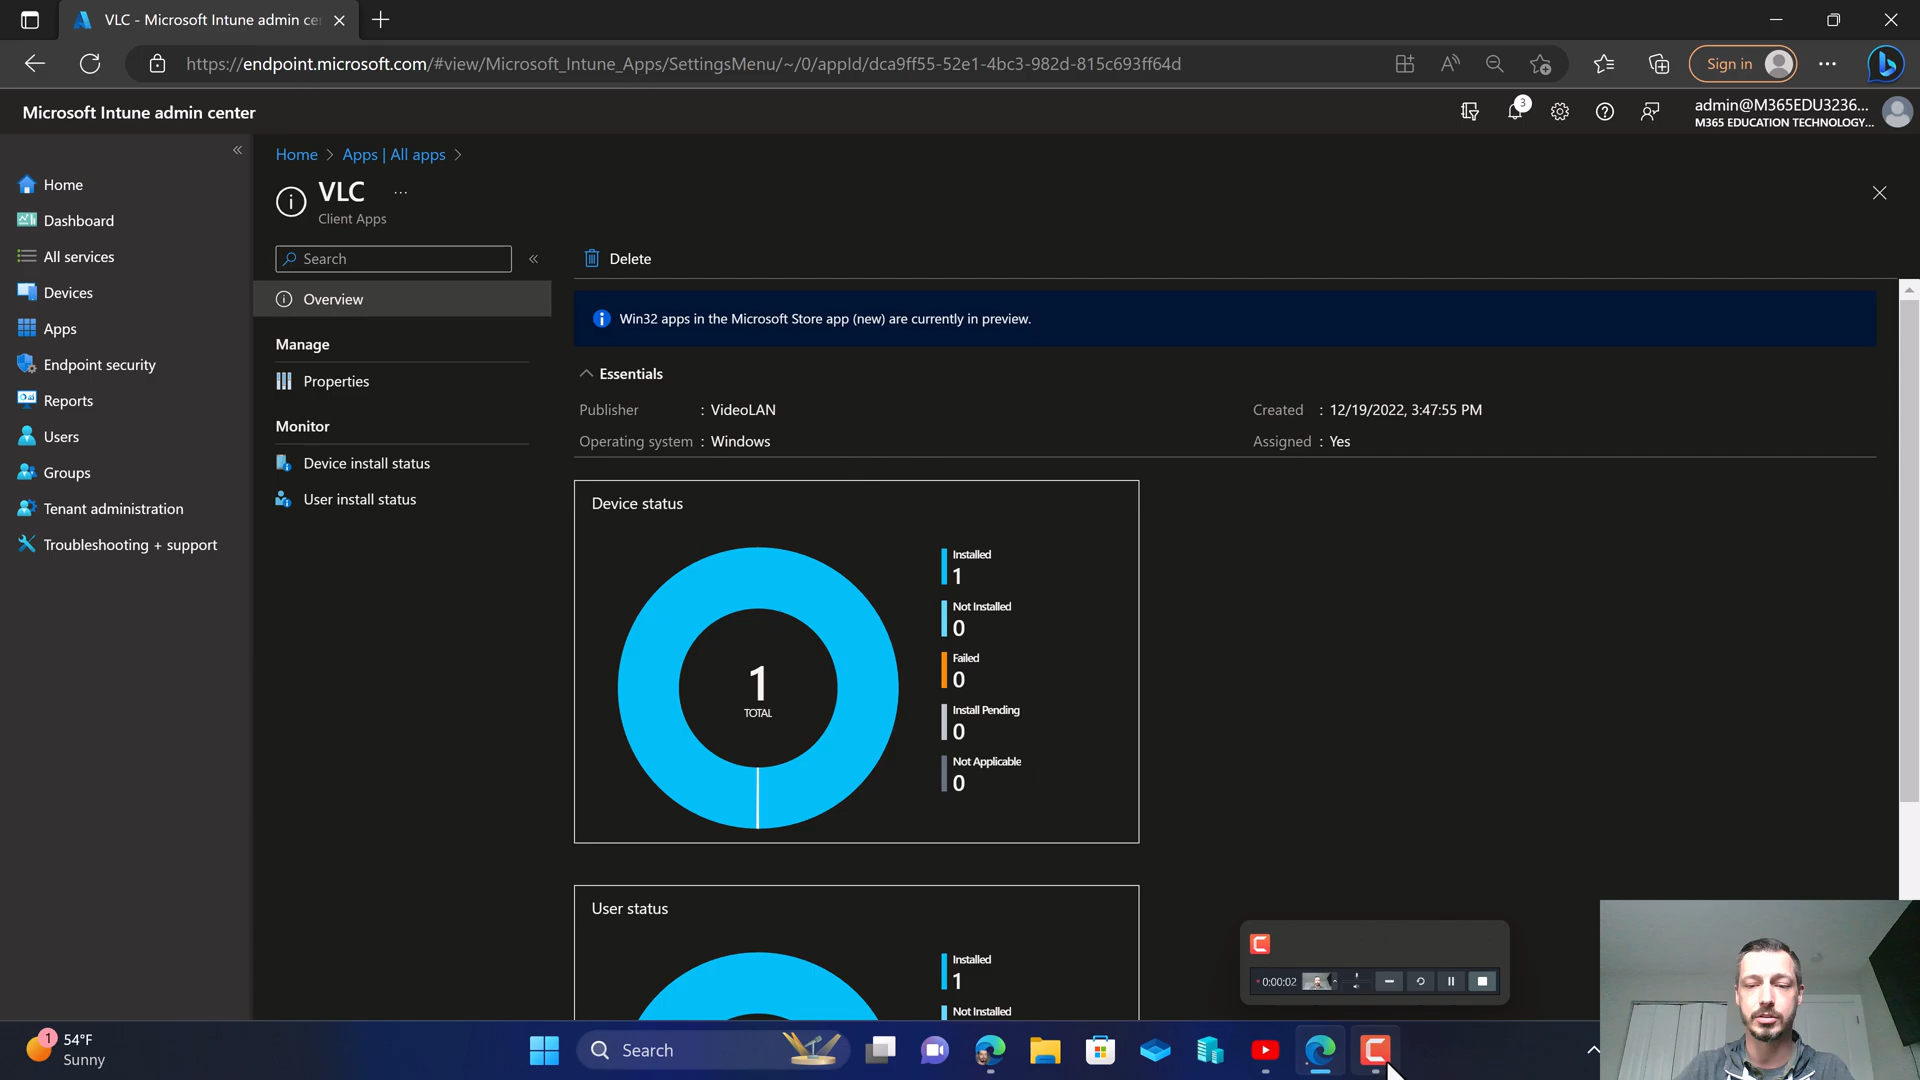 VLC - Microsoft Intune admin ce
https://endpoint.microsoft.com/#view/Microsoft_Intune_Apps/SettingsMenu/~/0/appId/dca9ff55-52e1-4bc3-982d-815c693ff64d
Sign in
Microsoft Intune admin center
3
admin@M365EDU3236...
M365 EDUCATION TECHNOLOGY...
Home > Apps | All apps >
Home
Dashboard
All services
Devices
Apps
Endpoint security
Reports
Users
Groups
Tenant administration
Troubleshooting + support
VLC ...
Client Apps
Search
Overview
Manage
Properties
Monitor
Device install status
User install status
Delete
Win32 apps in the Microsoft Store app (new) are currently in preview.
Essentials
Publisher : VideoLAN
Operating system : Windows
Created : 12/19/2022, 3:47:55 PM
Assigned : Yes
Device status
1
TOTAL
Installed
1
Not Installed
0
Failed
0
Install Pending
0
Not Applicable
0
User status
Installed
1
Not Installed
0:00:02
1
54°F
Sunny
Search